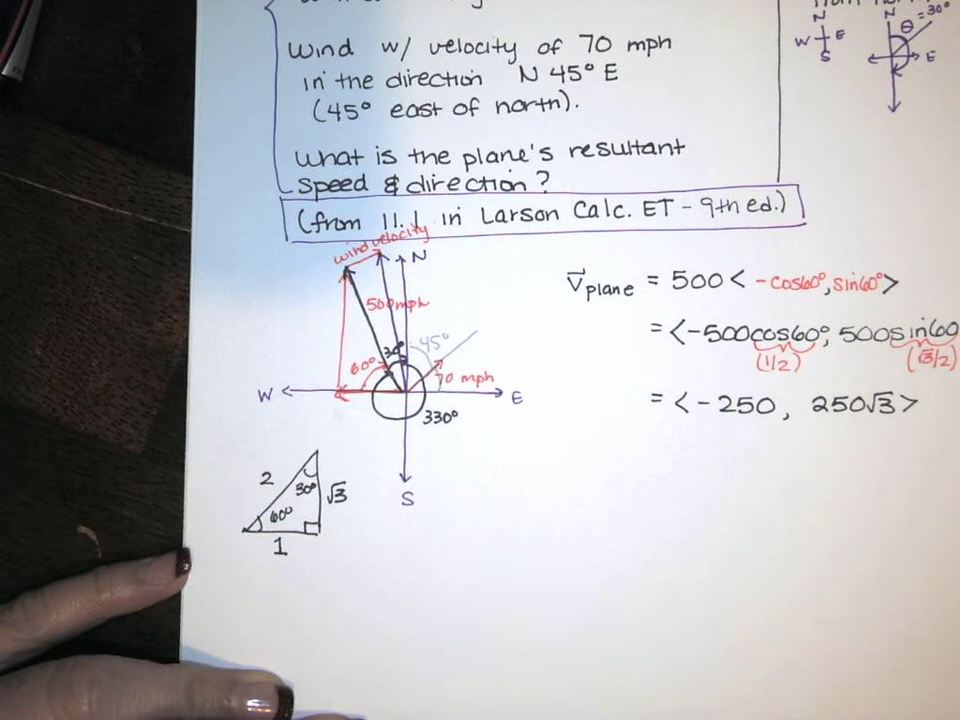 Wind w/ velocity of 70 mph
in the direction N 45° E
(45° east of north).
What is the plane's resultant
speed & direction?
(from 11.1 in Larson Calc. ET - 9th ed.)
N
W E
S
N
θ = 30°
E
wind velocity
N
500mph
45°
30°
60°
70 mph
W
E
330°
S
2
30°
√3
60°
1
V plane = 500 < -cos60°, sin60° >
= < -500cos60°, 500sin60
(1/2) (√3/2)
= < -250, 250√3 >